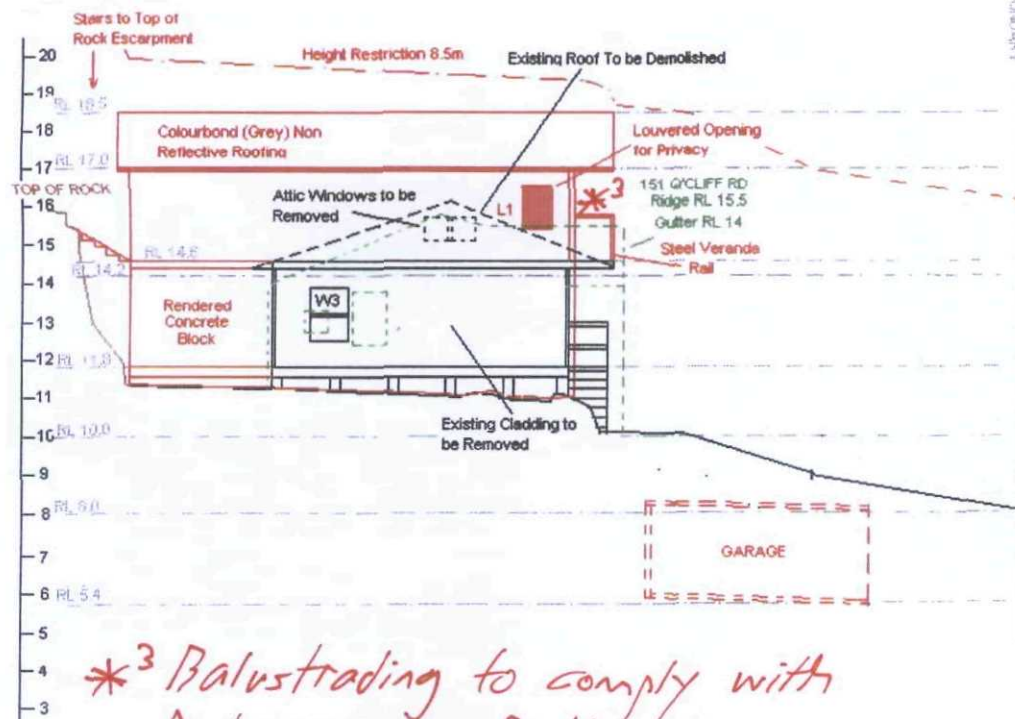 Stairs to Top of
Rock Escarpment
Height Restriction 8.5m
Existing Roof To be Demolished
20
19
RL 18.5
18
Colourbond (Grey) Non
Reflective Roofing
Louvered Opening
for Privacy
17
RL 17.0
TOP OF ROCK
16
Attic Windows to be
Removed
L1
*3
151 Q'CLIFF RD
Ridge RL 15.5
Gutter RL 14
15
RL 14.6
Steel Veranda
Rail
RL 14.2
14
W3
13
Rendered
Concrete
Block
12
RL 11.8
11
Existing Cladding to
be Removed
10
RL 10.0
9
8
7
GARAGE
6
RL 5.4
5
4
3
*3 Balustrading to comply with